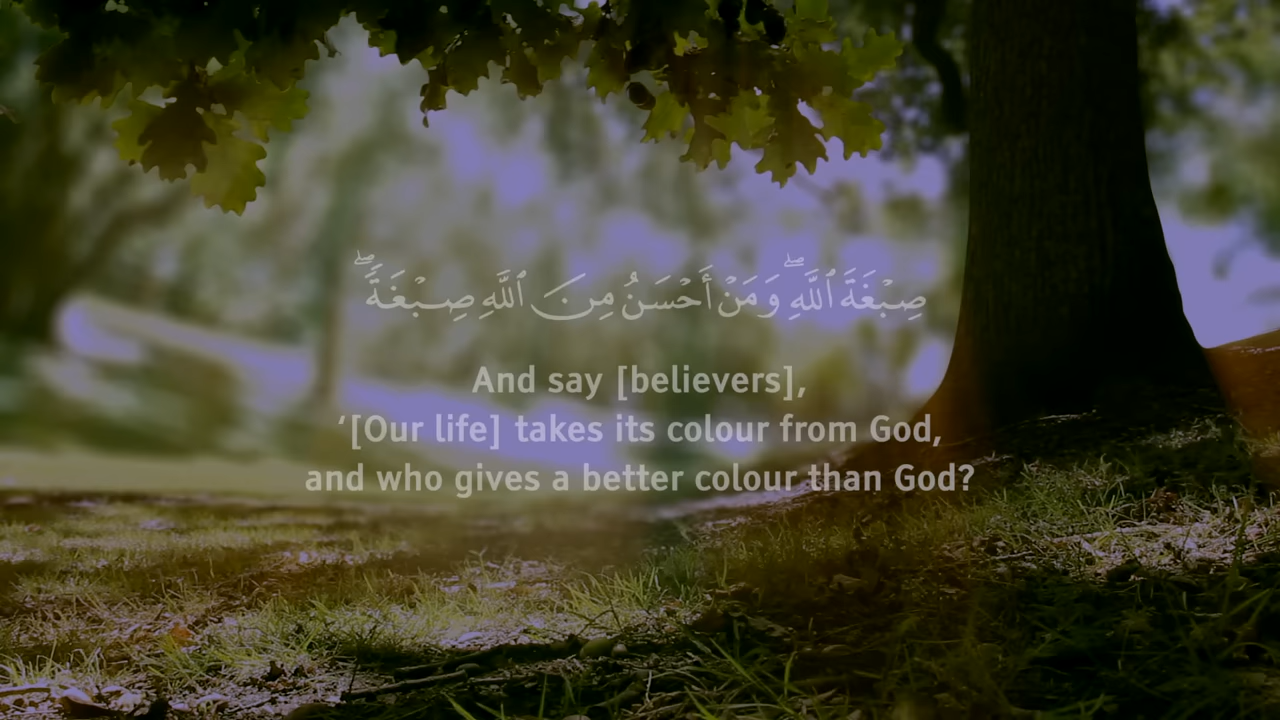 صِبْغَةَ ٱللَّهِ ۖ وَمَنْ أَحْسَنُ مِنَ ٱللَّهِ صِبْغَةً ۖ
And say [believers],
‘[Our life] takes its colour from God,
and who gives a better colour than God?